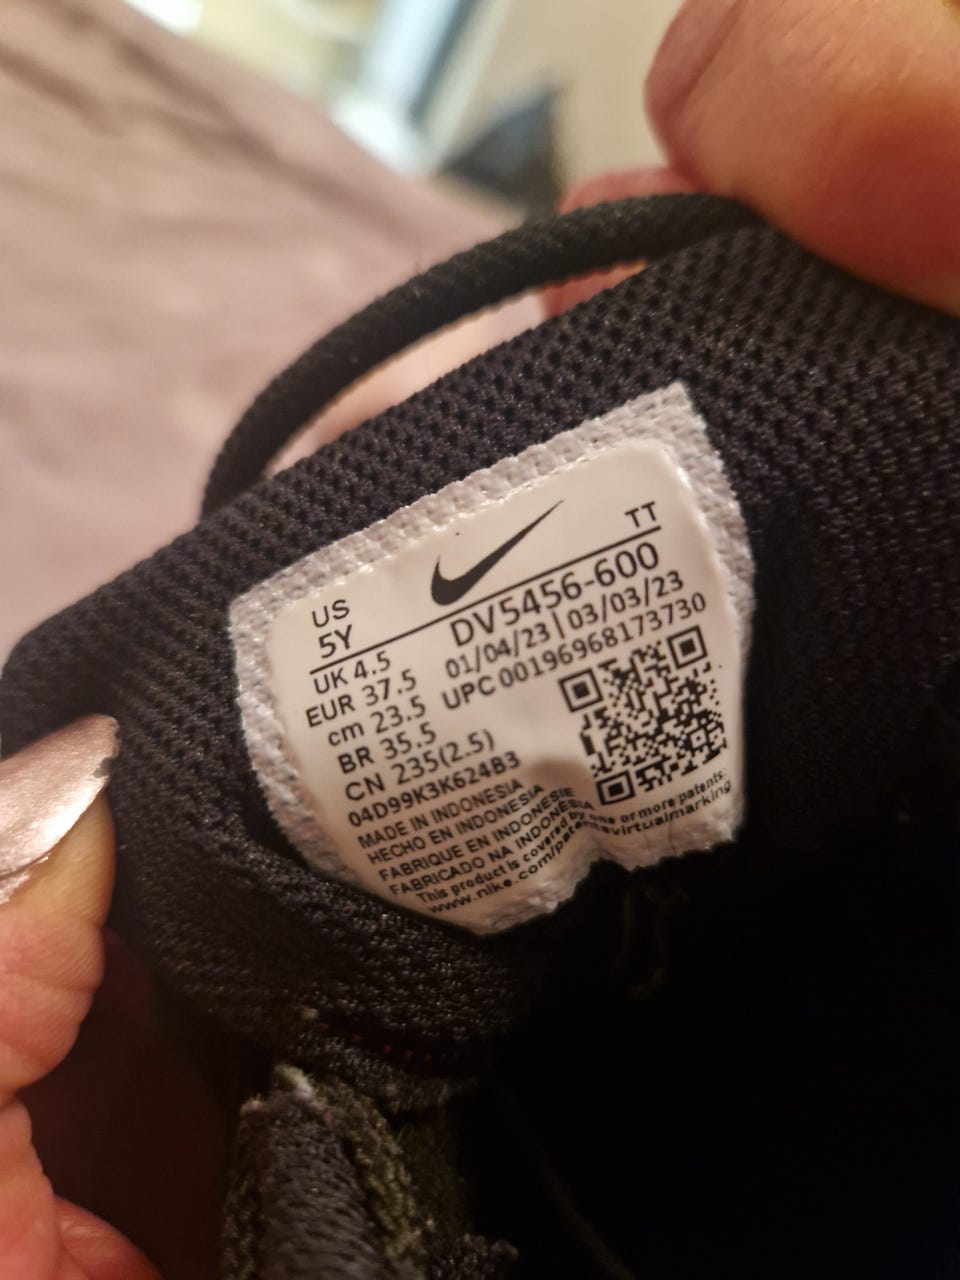 TT
US
5Y
DV5456-600
UK 4.5
01/04/23 | 03/03/23
EUR 37.5
UPC 00196968173730
cm 23.5
BR 35.5
CN 235(2.5)
04D99K3K624B3
MADE IN INDONESIA
HECHO EN INDONESIA
FABRIQUE EN INDONESIE
FABRICADO NA INDONESIA
This product is covered by one or more patents:
www.nike.com/patents virtualmarking